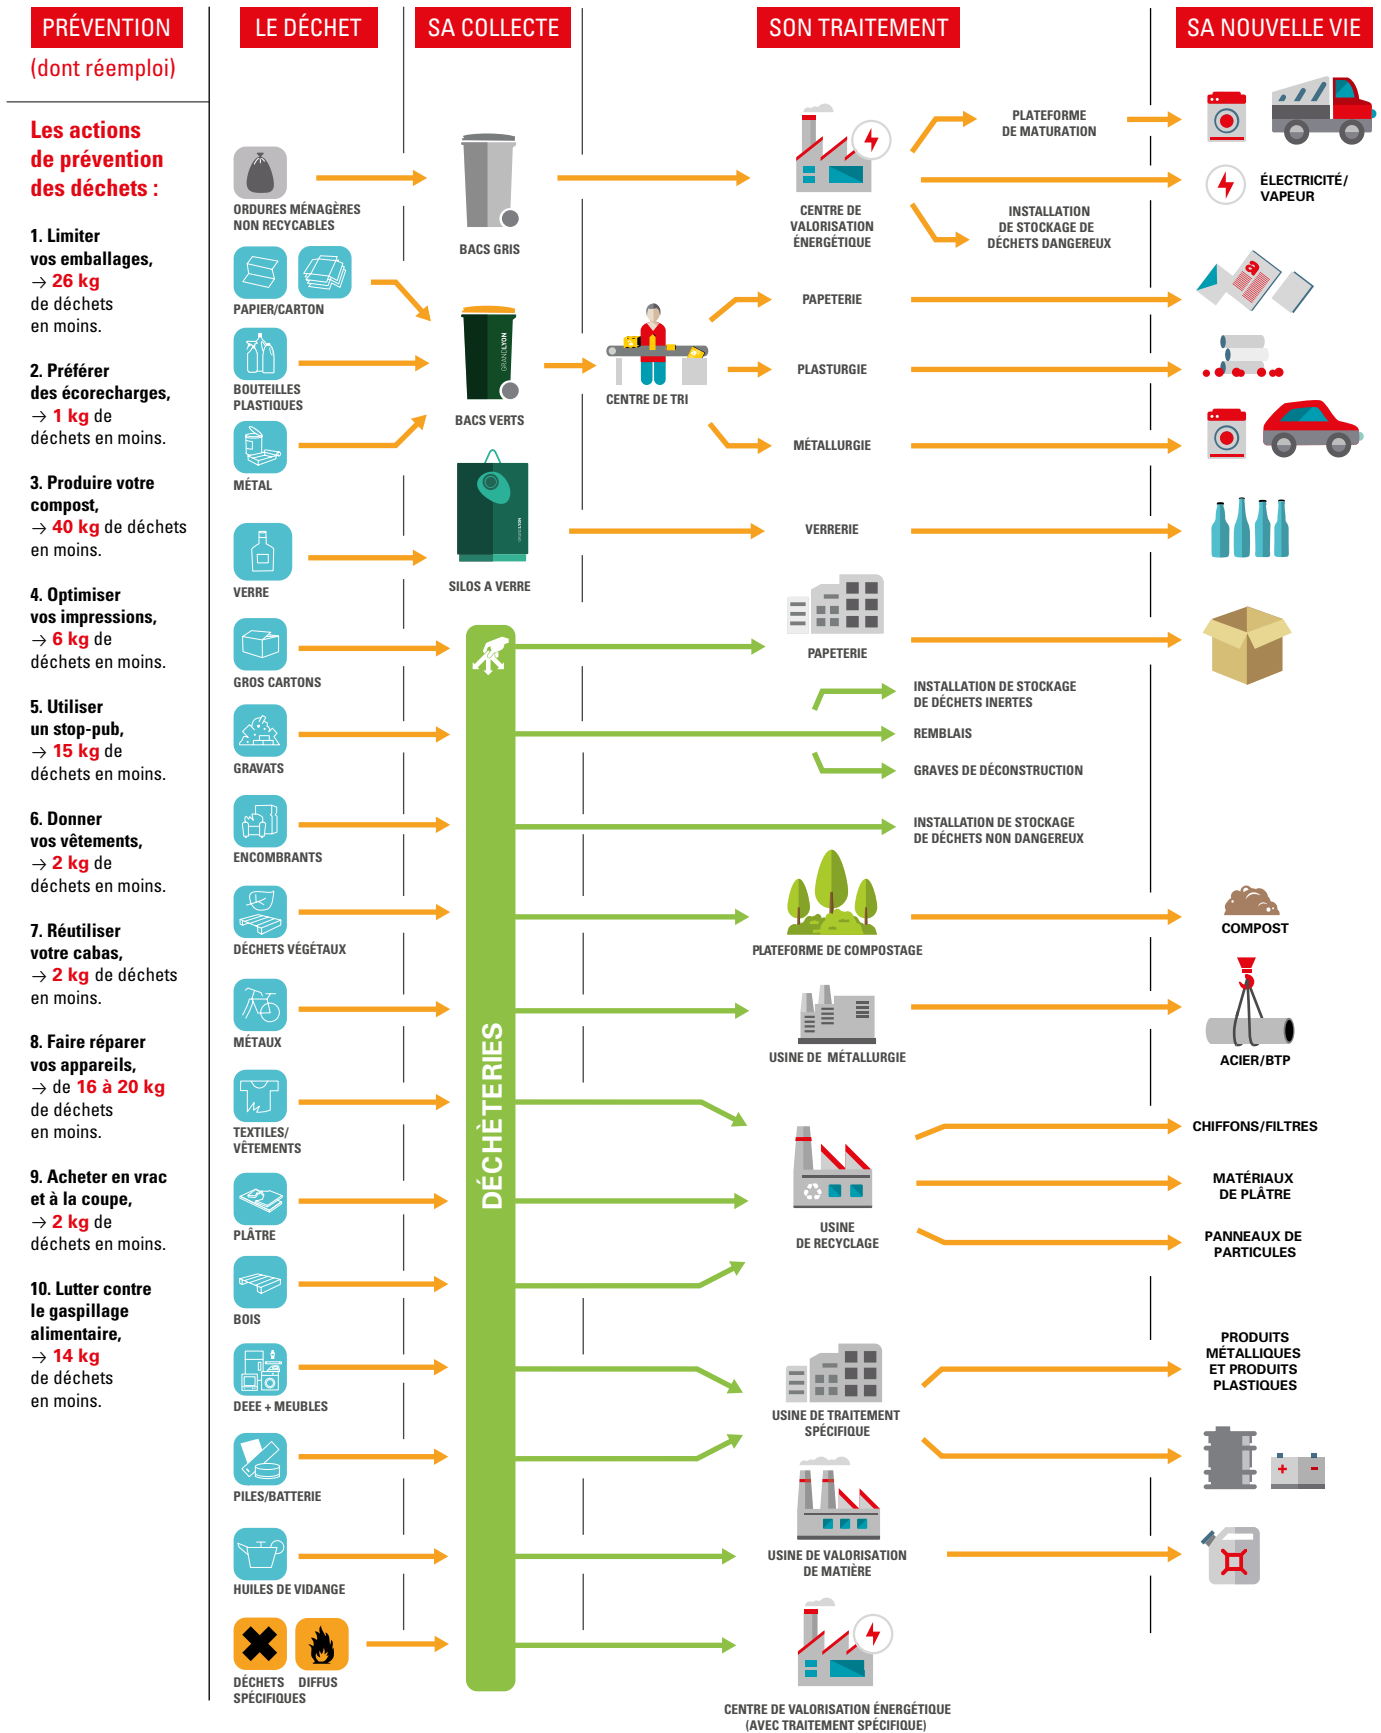 PRÉVENTION
(dont réemploi)
Les actions
de prévention
des déchets :
1. Limiter
vos emballages,
→ 26 kg
de déchets
en moins.
2. Préférer
des écorecharges,
→ 1 kg de
déchets en moins.
3. Produire votre
compost,
→ 40 kg de déchets
en moins.
4. Optimiser
vos impressions,
→ 6 kg de
déchets en moins.
5. Utiliser
un stop-pub,
→ 15 kg de
déchets en moins.
6. Donner
vos vêtements,
→ 2 kg de
déchets en moins.
7. Réutiliser
votre cabas,
→ 2 kg de déchets
en moins.
8. Faire réparer
vos appareils,
→ de 16 à 20 kg
de déchets
en moins.
9. Acheter en vrac
et à la coupe,
→ 2 kg de
déchets en moins.
10. Lutter contre
le gaspillage
alimentaire,
→ 14 kg
de déchets
en moins.
LE DÉCHET
ORDURES MÉNAGÈRES
NON RECYCABLES
PAPIER/CARTON
BOUTEILLES
PLASTIQUES
MÉTAL
VERRE
GROS CARTONS
GRAVATS
ENCOMBRANTS
DÉCHETS VÉGÉTAUX
MÉTAUX
TEXTILES/
VÊTEMENTS
PLÂTRE
BOIS
DEEE + MEUBLES
PILES/BATTERIE
HUILES DE VIDANGE
DÉCHETS DIFFUS
SPÉCIFIQUES
SA COLLECTE
BACS GRIS
GRANDLYON
BACS VERTS
GRANDLYON
SILOS A VERRE
DÉCHÈTERIES
SON TRAITEMENT
CENTRE DE
VALORISATION
ÉNERGÉTIQUE
PLATEFORME
DE MATURATION
INSTALLATION
DE STOCKAGE DE
DÉCHETS DANGEREUX
CENTRE DE TRI
PAPETERIE
PLASTURGIE
MÉTALLURGIE
VERRERIE
PAPETERIE
INSTALLATION DE STOCKAGE
DE DÉCHETS INERTES
REMBLAIS
GRAVES DE DÉCONSTRUCTION
INSTALLATION DE STOCKAGE
DE DÉCHETS NON DANGEREUX
PLATEFORME DE COMPOSTAGE
USINE DE MÉTALLURGIE
USINE
DE RECYCLAGE
USINE DE TRAITEMENT
SPÉCIFIQUE
USINE DE VALORISATION
DE MATIÈRE
CENTRE DE VALORISATION ÉNERGÉTIQUE
(AVEC TRAITEMENT SPÉCIFIQUE)
SA NOUVELLE VIE
ÉLECTRICITÉ/
VAPEUR
a
COMPOST
ACIER/BTP
CHIFFONS/FILTRES
MATÉRIAUX
DE PLÂTRE
PANNEAUX DE
PARTICULES
PRODUITS
MÉTALLIQUES
ET PRODUITS
PLASTIQUES
+ -